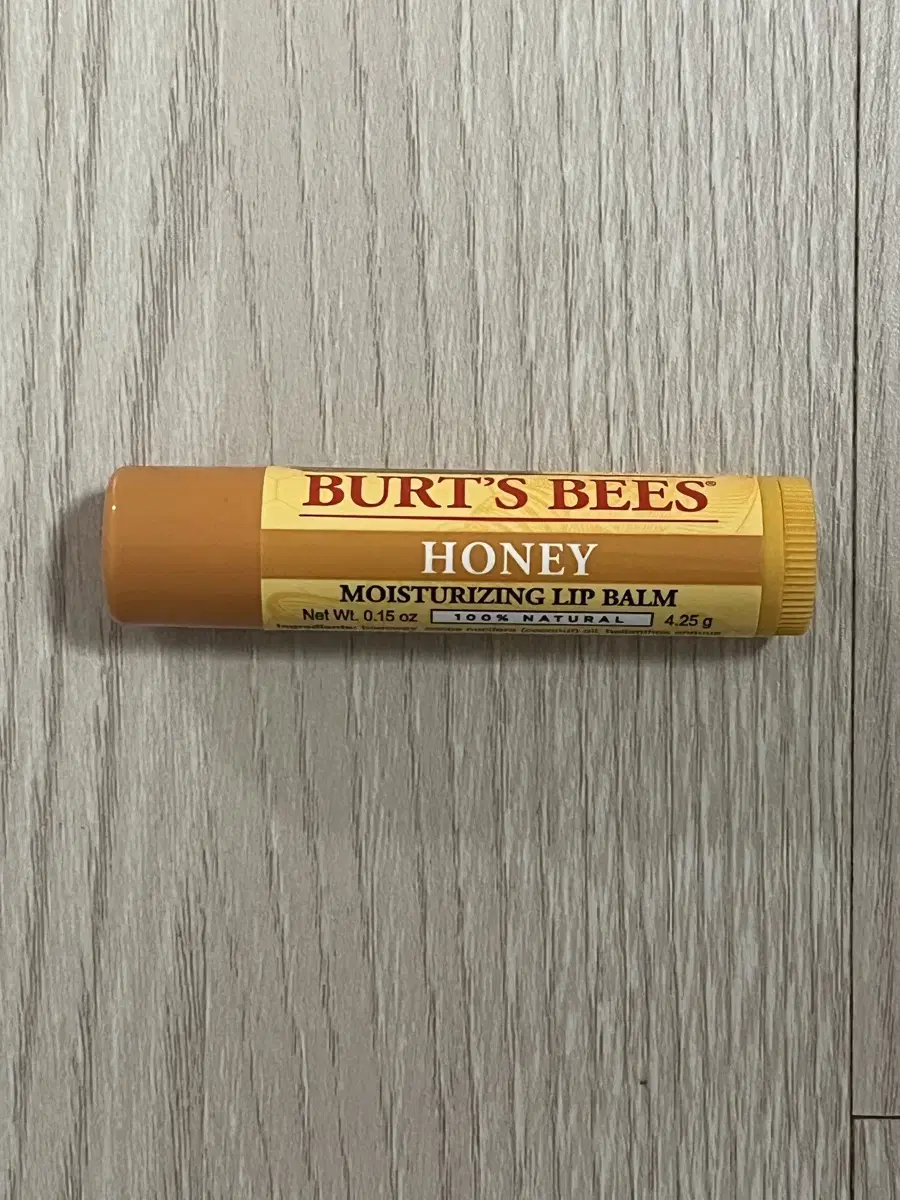 BURT'S BEES®
HONEY
MOISTURIZING LIP BALM
Net Wt. 0.15 oz 100% NATURAL 4.25 g